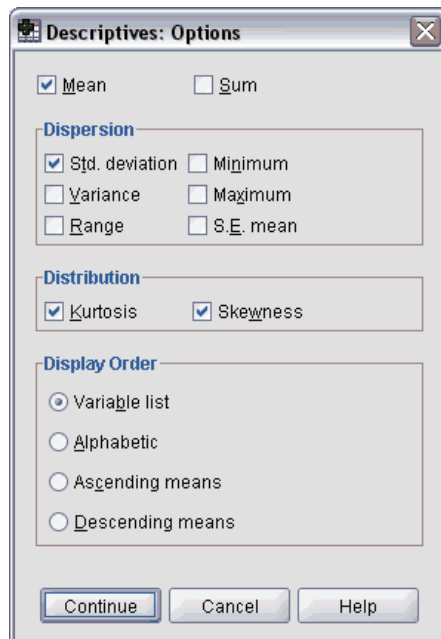 Descriptives: Options
Mean Sum
Dispersion
Std. deviation Minimum
Variance Maximum
Range S.E. mean
Distribution
Kurtosis Skewness
Display Order
Variable list
Alphabetic
Ascending means
Descending means
Continue Cancel Help